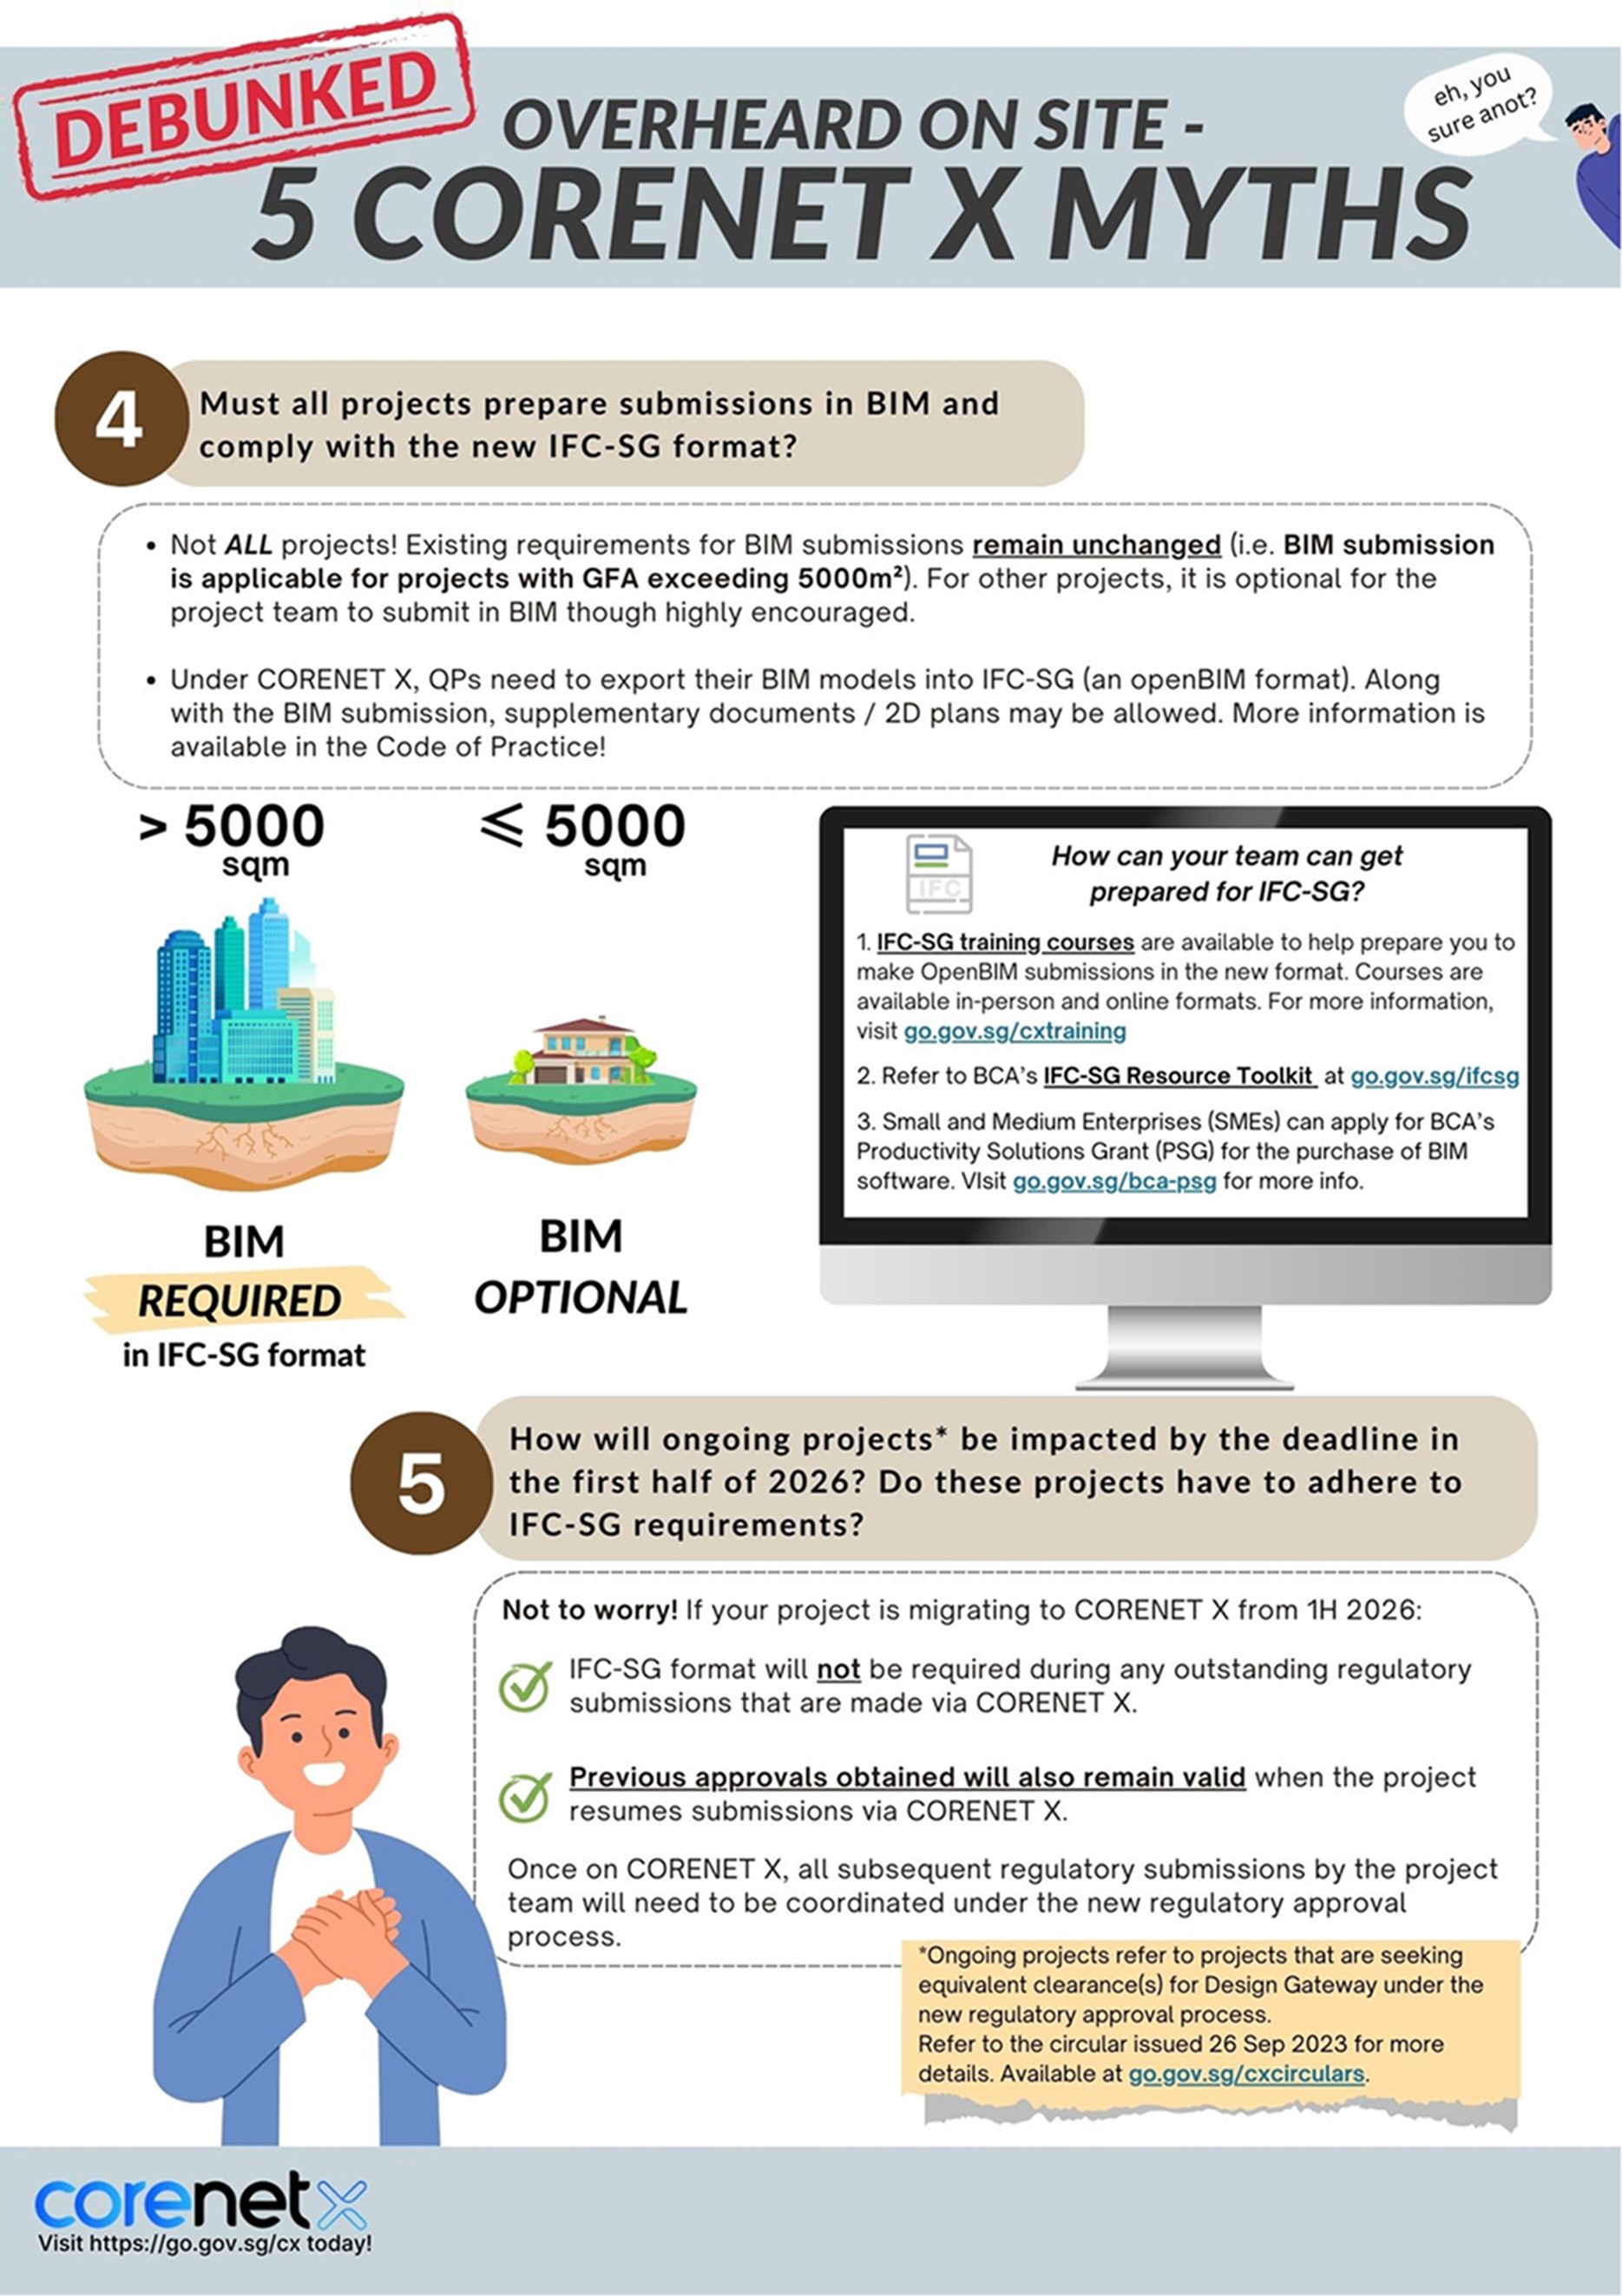 DEBUNKED
OVERHEARD ON SITE -
5 CORENET X MYTHS
eh, you
sure anot?
4
Must all projects prepare submissions in BIM and
comply with the new IFC-SG format?
• Not ALL projects! Existing requirements for BIM submissions remain unchanged (i.e. BIM submission
is applicable for projects with GFA exceeding 5000m²). For other projects, it is optional for the
project team to submit in BIM though highly encouraged.
• Under CORENET X, QPs need to export their BIM models into IFC-SG (an openBIM format). Along
with the BIM submission, supplementary documents / 2D plans may be allowed. More information is
available in the Code of Practice!
> 5000
sqm
BIM
REQUIRED
in IFC-SG format
⩽ 5000
sqm
BIM
OPTIONAL
IFC
How can your team can get
prepared for IFC-SG?
1. IFC-SG training courses are available to help prepare you to
make OpenBIM submissions in the new format. Courses are
available in-person and online formats. For more information,
visit go.gov.sg/cxtraining
2. Refer to BCA's IFC-SG Resource Toolkit at go.gov.sg/ifcsg
3. Small and Medium Enterprises (SMEs) can apply for BCA's
Productivity Solutions Grant (PSG) for the purchase of BIM
software. VIsit go.gov.sg/bca-psg for more info.
5
How will ongoing projects* be impacted by the deadline in
the first half of 2026? Do these projects have to adhere to
IFC-SG requirements?
Not to worry! If your project is migrating to CORENET X from 1H 2026:
IFC-SG format will not be required during any outstanding regulatory
submissions that are made via CORENET X.
Previous approvals obtained will also remain valid when the project
resumes submissions via CORENET X.
Once on CORENET X, all subsequent regulatory submissions by the project
team will need to be coordinated under the new regulatory approval
process.
*Ongoing projects refer to projects that are seeking
equivalent clearance(s) for Design Gateway under the
new regulatory approval process.
Refer to the circular issued 26 Sep 2023 for more
details. Available at go.gov.sg/cxcirculars.
corenet X
Visit https://go.gov.sg/cx today!